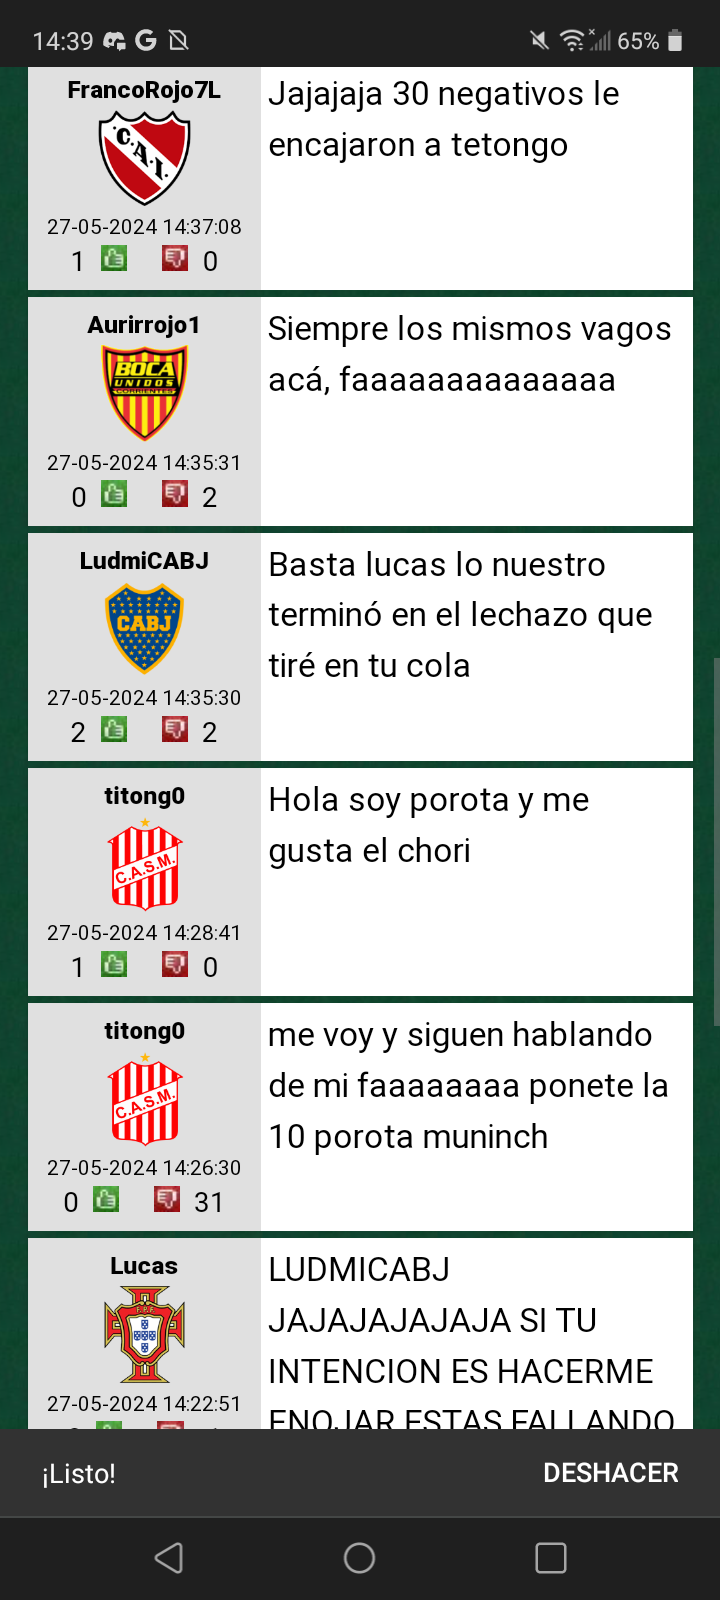 14:39
65%
FrancoRojo7L
C.A.I.
27-05-2024 14:37:08
1 0
Jajajaja 30 negativos le
encajaron a tetongo
Aurirrojo1
BOCA
UNIDOS
CORRIENTES
27-05-2024 14:35:31
0 2
Siempre los mismos vagos
acá, faaaaaaaaaaaaa
LudmiCABJ
CABJ
27-05-2024 14:35:30
2 2
Basta lucas lo nuestro
terminó en el lechazo que
tiré en tu cola
titong0
C.A.S.M.
27-05-2024 14:28:41
1 0
Hola soy porota y me
gusta el chori
titong0
C.A.S.M.
27-05-2024 14:26:30
0 31
me voy y siguen hablando
de mi faaaaaaaa ponete la
10 porota muninch
Lucas
F.P.F.
27-05-2024 14:22:51
LUDMICABJ
JAJAJAJAJAJA SI TU
INTENCION ES HACERME
ENOJAR ESTAS FALLANDO
¡Listo!
DESHACER